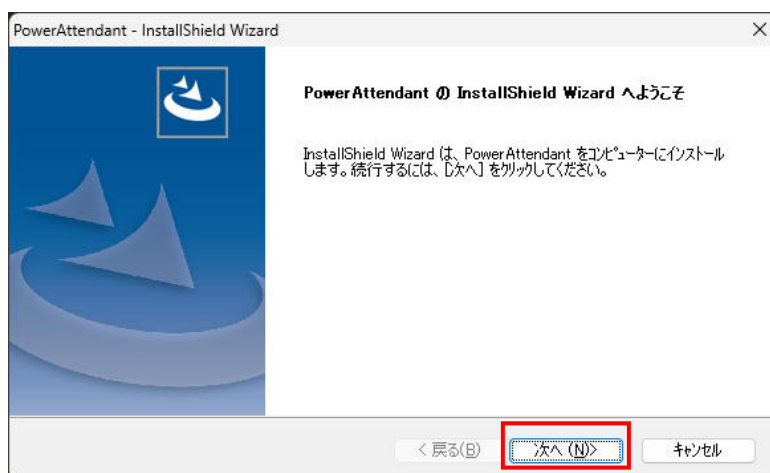 PowerAttendant - InstallShield Wizard
PowerAttendant の InstallShield Wizard へようこそ
InstallShield Wizard は、PowerAttendant をコンピューターにインストール
します。続行するには、[次へ] をクリックしてください。
< 戻る(B)
次へ(N)>
キャンセル